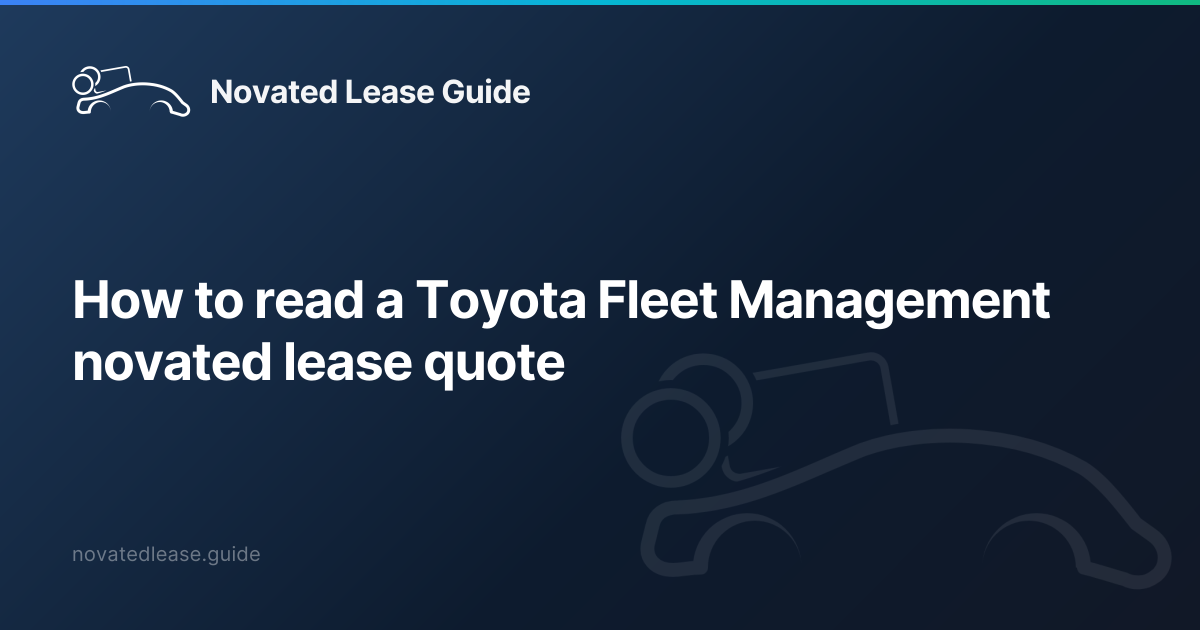 Novated Lease Guide
How to read a Toyota Fleet Management
novated lease quote
novatedlease.guide